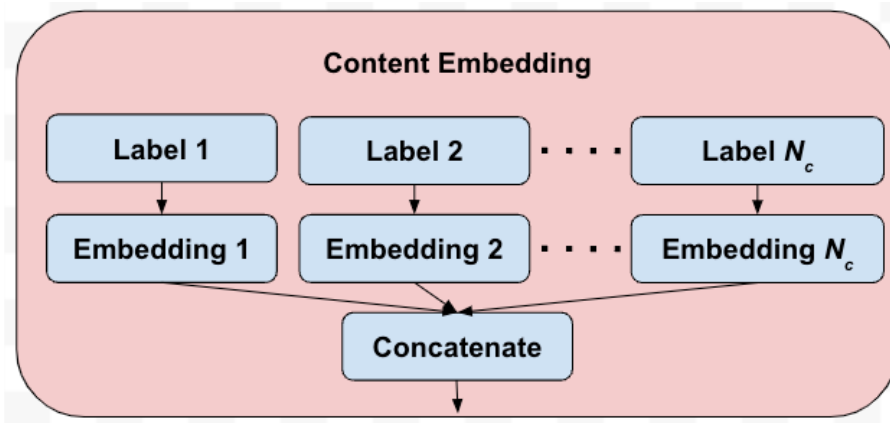 Content Embedding
Label 1
Label 2
. . . .
Label N_c
Embedding 1
Embedding 2
. . . .
Embedding N_c
Concatenate